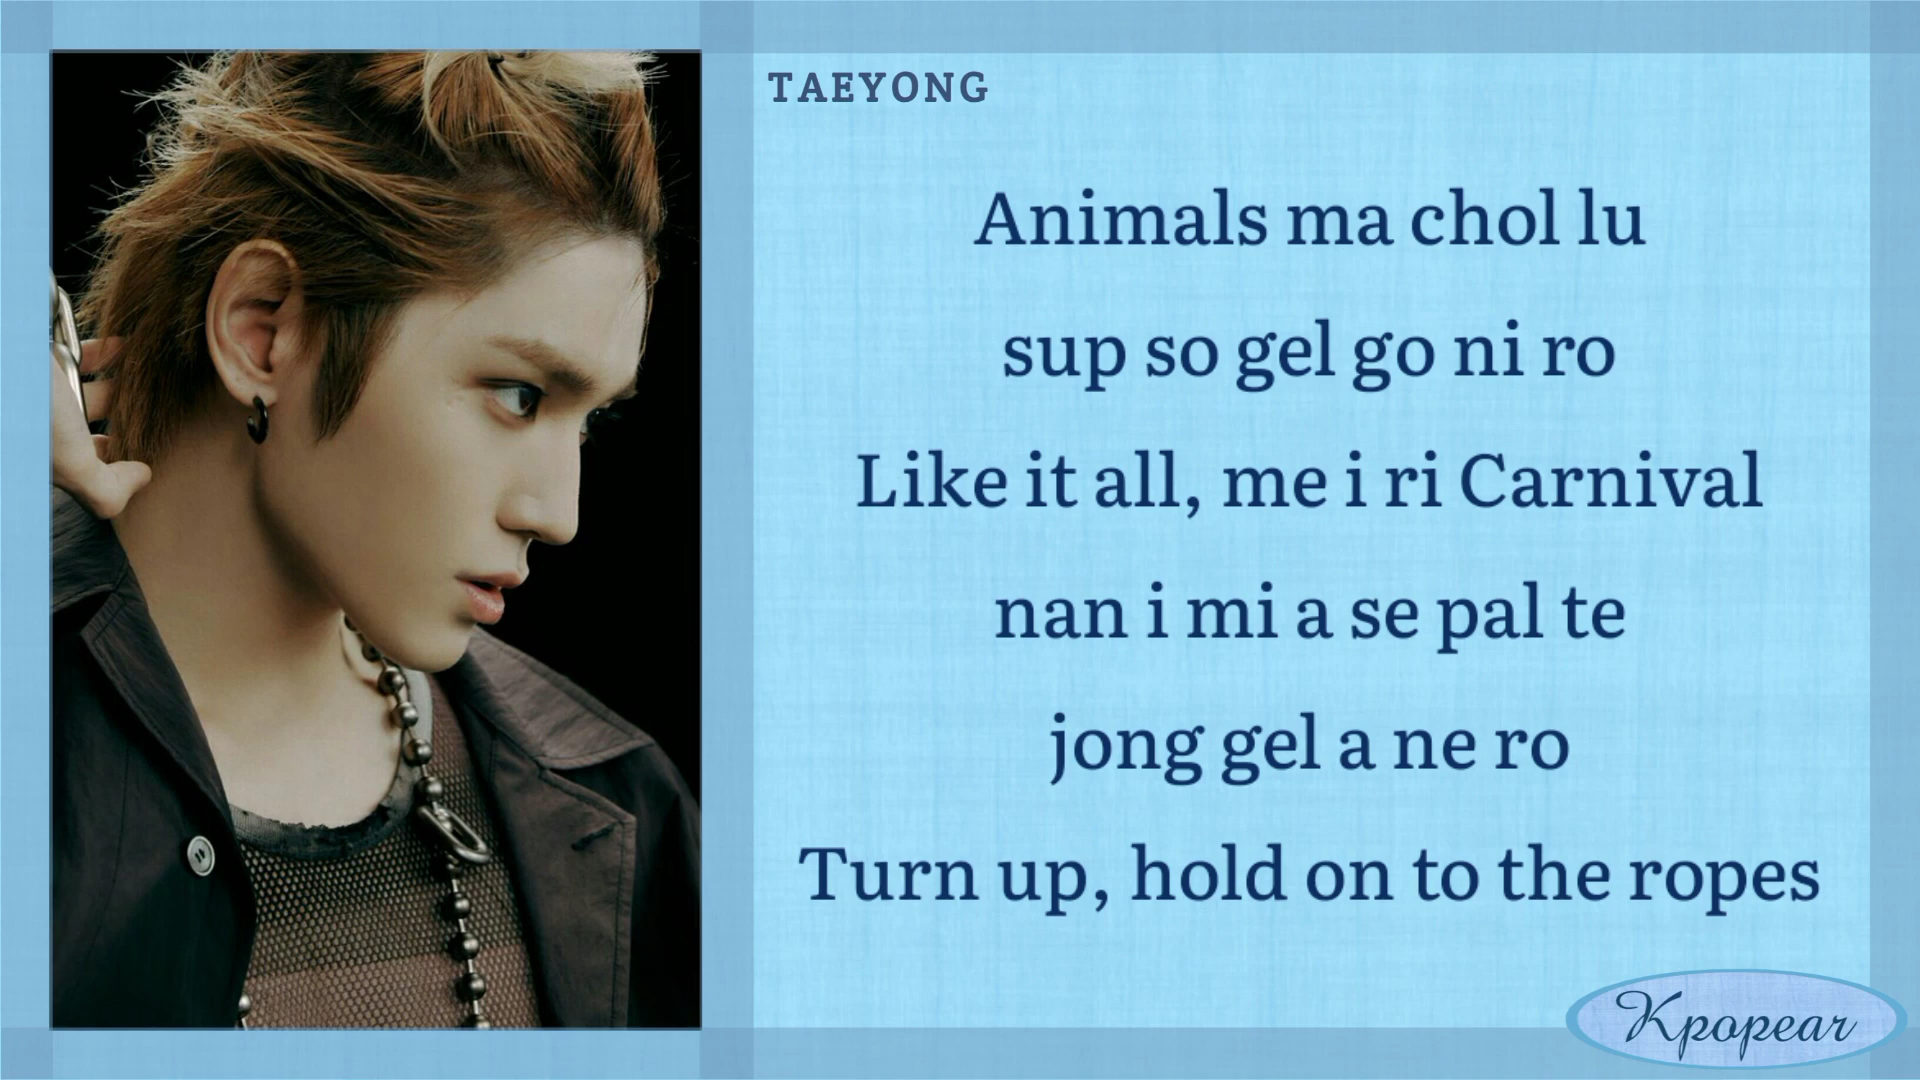 TAEYONG
Animals ma chol lu
sup so gel go ni ro
Like it all, me i ri Carnival
nan i mi a se pal te
jong gel a ne ro
Turn up, hold on to the ropes
Kpopear